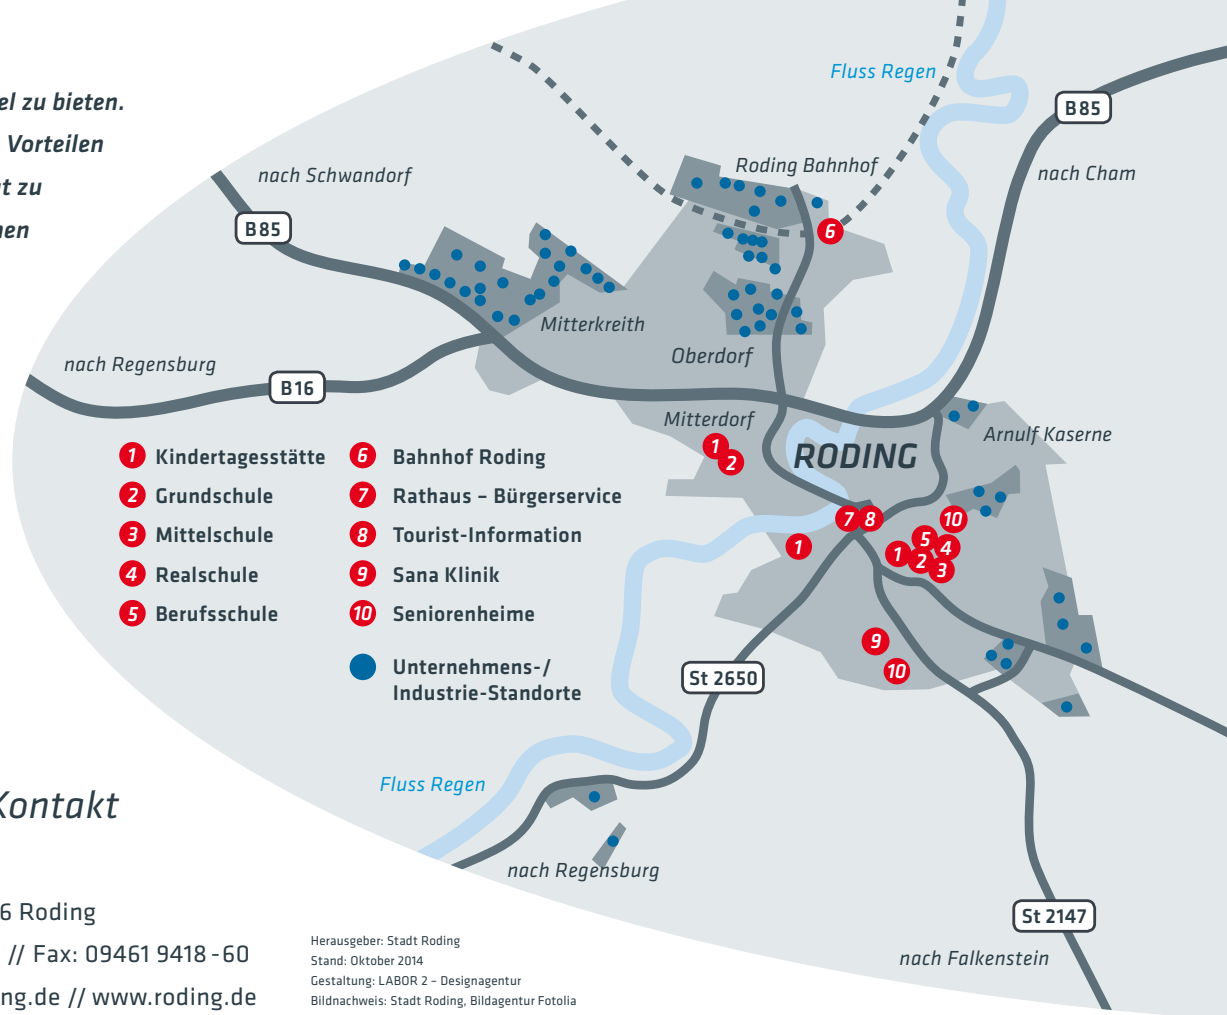 el zu bieten.
Vorteilen
t zu
en
Fluss Regen
B85
nach Cham
Roding Bahnhof
nach Schwandorf
B85
6
Mitterkreith
Oberdorf
nach Regensburg
B16
Mitterdorf
Arnulf Kaserne
RODING
1
2
1 Kindertagesstätte
2 Grundschule
3 Mittelschule
4 Realschule
5 Berufsschule
6 Bahnhof Roding
7 Rathaus – Bürgerservice
8 Tourist-Information
9 Sana Klinik
10 Seniorenheime
Unternehmens-/
Industrie-Standorte
7
8
10
1
5
4
1
2
3
9
10
St 2650
Fluss Regen
nach Regensburg
St 2147
nach Falkenstein
Kontakt
6 Roding
// Fax: 09461 9418-60
ng.de // www.roding.de
Herausgeber: Stadt Roding
Stand: Oktober 2014
Gestaltung: LABOR 2 – Designagentur
Bildnachweis: Stadt Roding, Bildagentur Fotolia